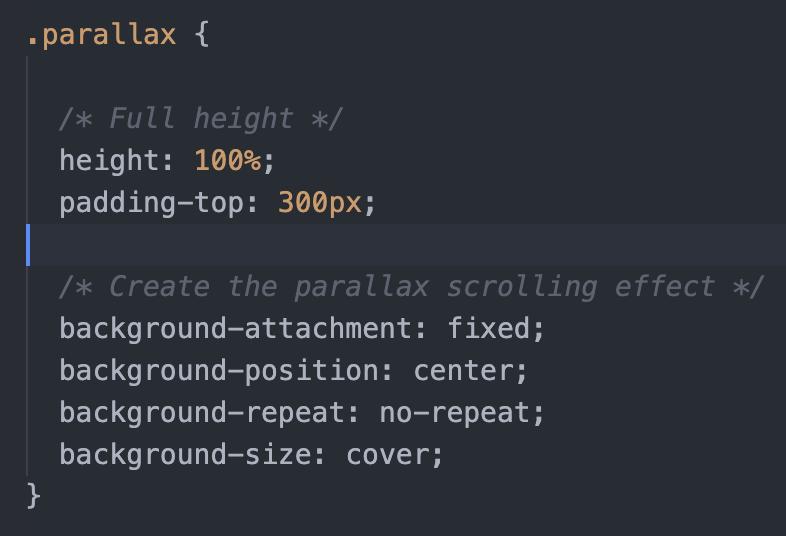 .parallax {
/* Full height */
height: 100%;
padding-top: 300px;
/* Create the parallax scrolling effect */
background-attachment: fixed;
background-position: center;
background-repeat: no-repeat;
background-size: cover;
}